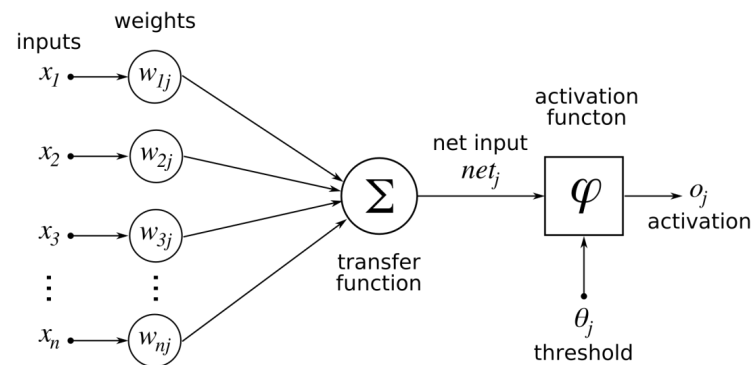 weights
inputs
x₁ w₁ⱼ
activation
functon
x₂ w₂ⱼ
net input
netⱼ
Σ
φ
oⱼ
activation
x₃ w₃ⱼ
transfer
function
⋮ ⋮
xₙ wₙⱼ
θⱼ
threshold